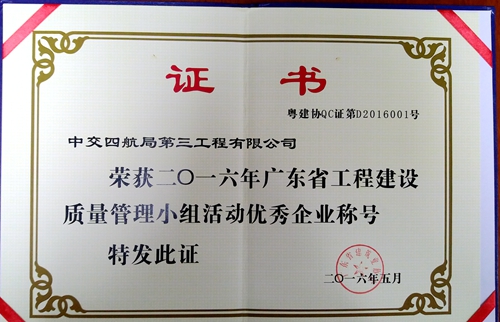 证 书
粤建协QC证第D2016001号
中交四航局第三工程有限公司
荣获二〇一六年广东省工程建设
质量管理小组活动优秀企业称号
特发此证
二〇一六年五月